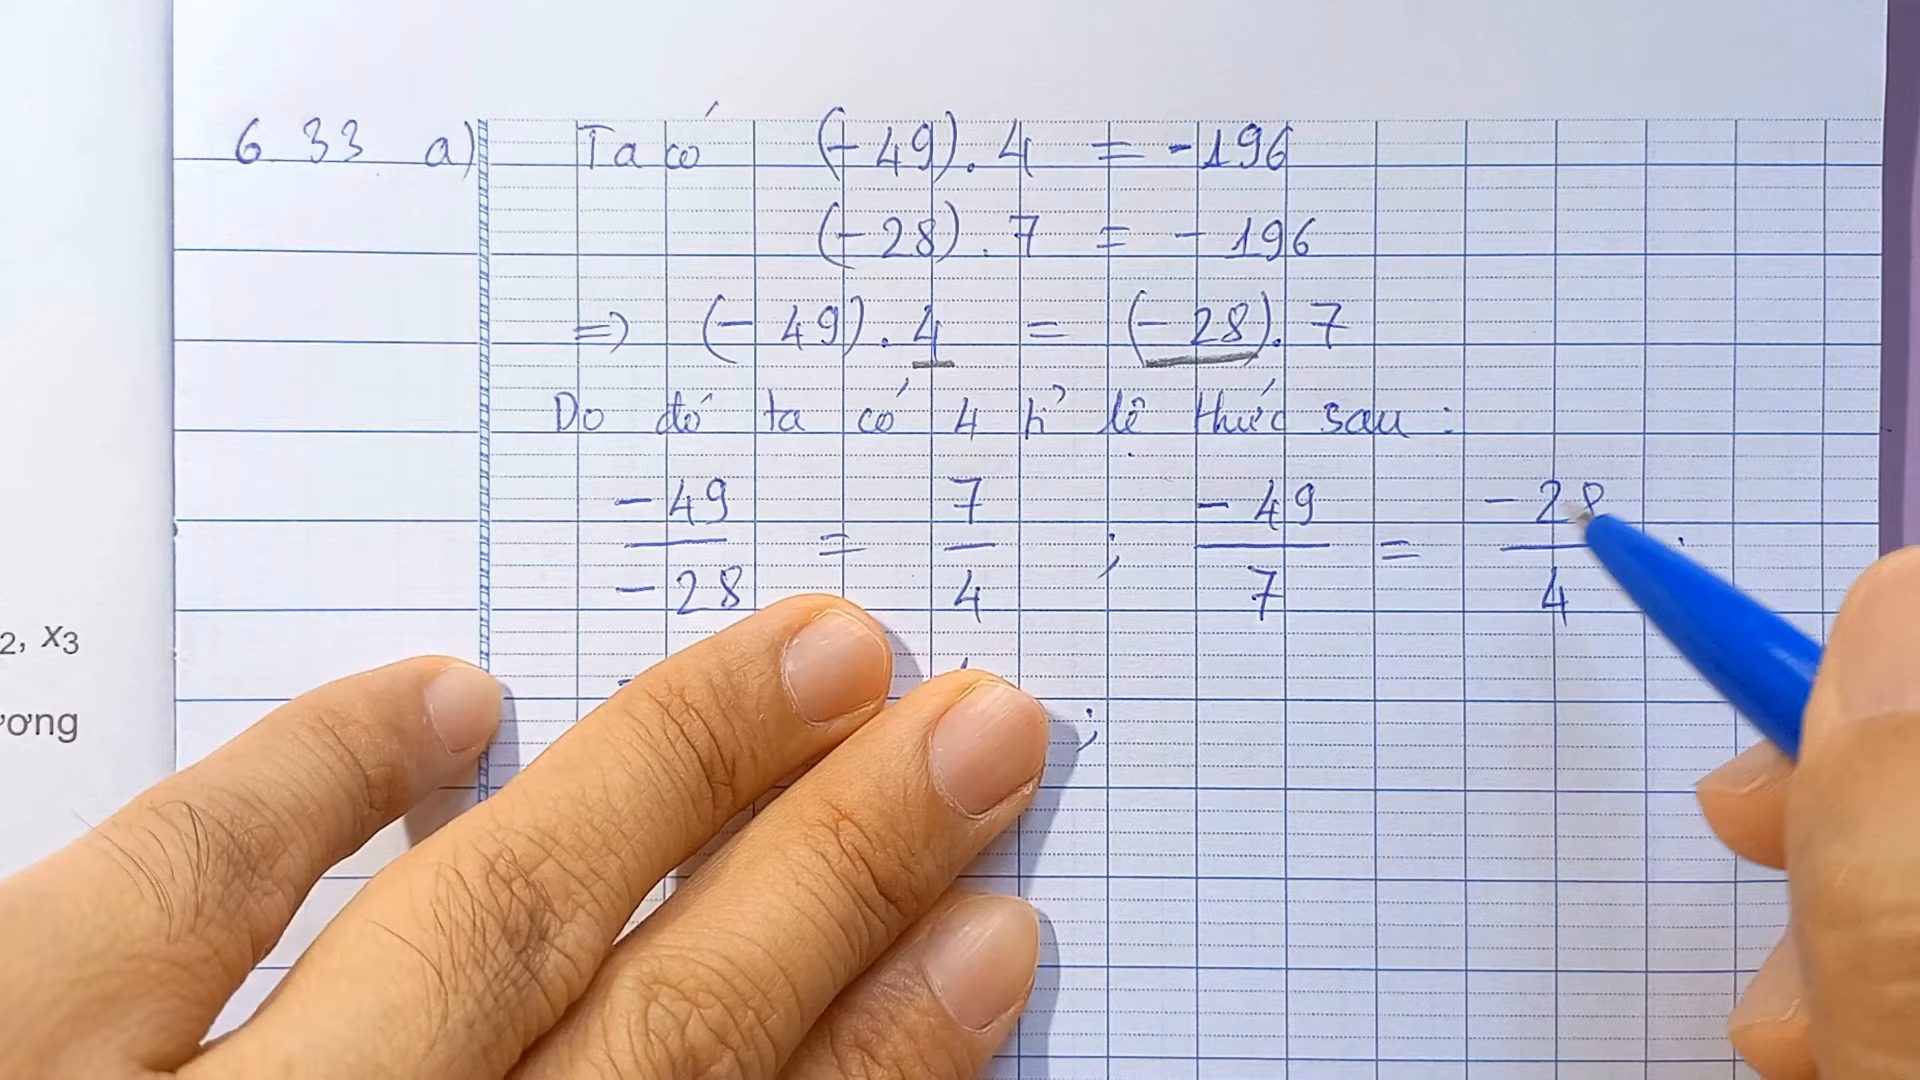 6 33 a) Ta có (-49) . 4 = -196
(-28) . 7 = -196
=> (-49) . 4 = (-28) . 7
Do đó ta có 4 tỉ lệ thức sau :
-49/-28 = 7/4 ; -49/7 = -28/4
2, x3
;
ương